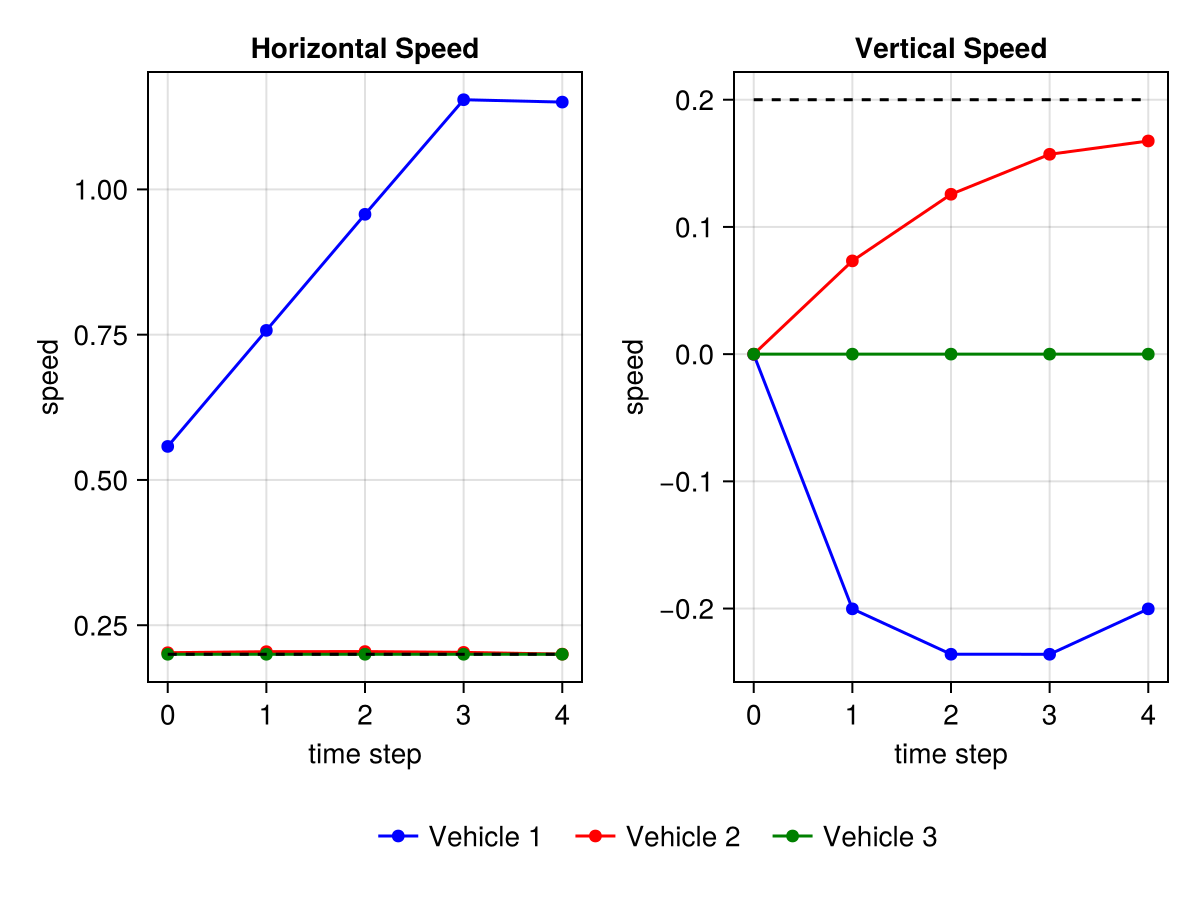 Horizontal Speed
1.00
0.75
0.50
0.25
speed
0 1 2 3 4
time step
Vertical Speed
0.2
0.1
0.0
−0.1
−0.2
speed
0 1 2 3 4
time step
Vehicle 1 Vehicle 2 Vehicle 3